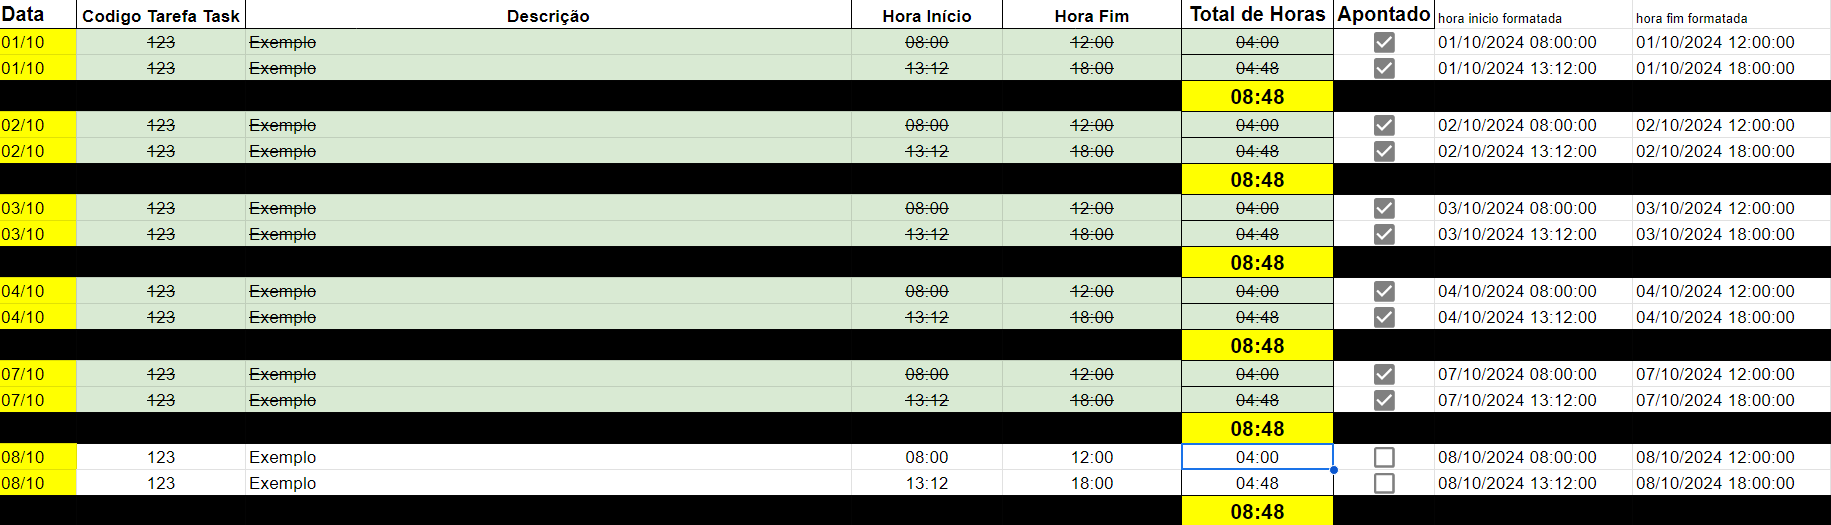 Data Codigo Tarefa Task Descrição Hora Início Hora Fim Total de Horas Apontado hora inicio formatada hora fim formatada
01/10 123 Exemplo 08:00 12:00 04:00 01/10/2024 08:00:00 01/10/2024 12:00:00
01/10 123 Exemplo 13:12 18:00 04:48 01/10/2024 13:12:00 01/10/2024 18:00:00
08:48
02/10 123 Exemplo 08:00 12:00 04:00 02/10/2024 08:00:00 02/10/2024 12:00:00
02/10 123 Exemplo 13:12 18:00 04:48 02/10/2024 13:12:00 02/10/2024 18:00:00
08:48
03/10 123 Exemplo 08:00 12:00 04:00 03/10/2024 08:00:00 03/10/2024 12:00:00
03/10 123 Exemplo 13:12 18:00 04:48 03/10/2024 13:12:00 03/10/2024 18:00:00
08:48
04/10 123 Exemplo 08:00 12:00 04:00 04/10/2024 08:00:00 04/10/2024 12:00:00
04/10 123 Exemplo 13:12 18:00 04:48 04/10/2024 13:12:00 04/10/2024 18:00:00
08:48
07/10 123 Exemplo 08:00 12:00 04:00 07/10/2024 08:00:00 07/10/2024 12:00:00
07/10 123 Exemplo 13:12 18:00 04:48 07/10/2024 13:12:00 07/10/2024 18:00:00
08:48
08/10 123 Exemplo 08:00 12:00 04:00 08/10/2024 08:00:00 08/10/2024 12:00:00
08/10 123 Exemplo 13:12 18:00 04:48 08/10/2024 13:12:00 08/10/2024 18:00:00
08:48